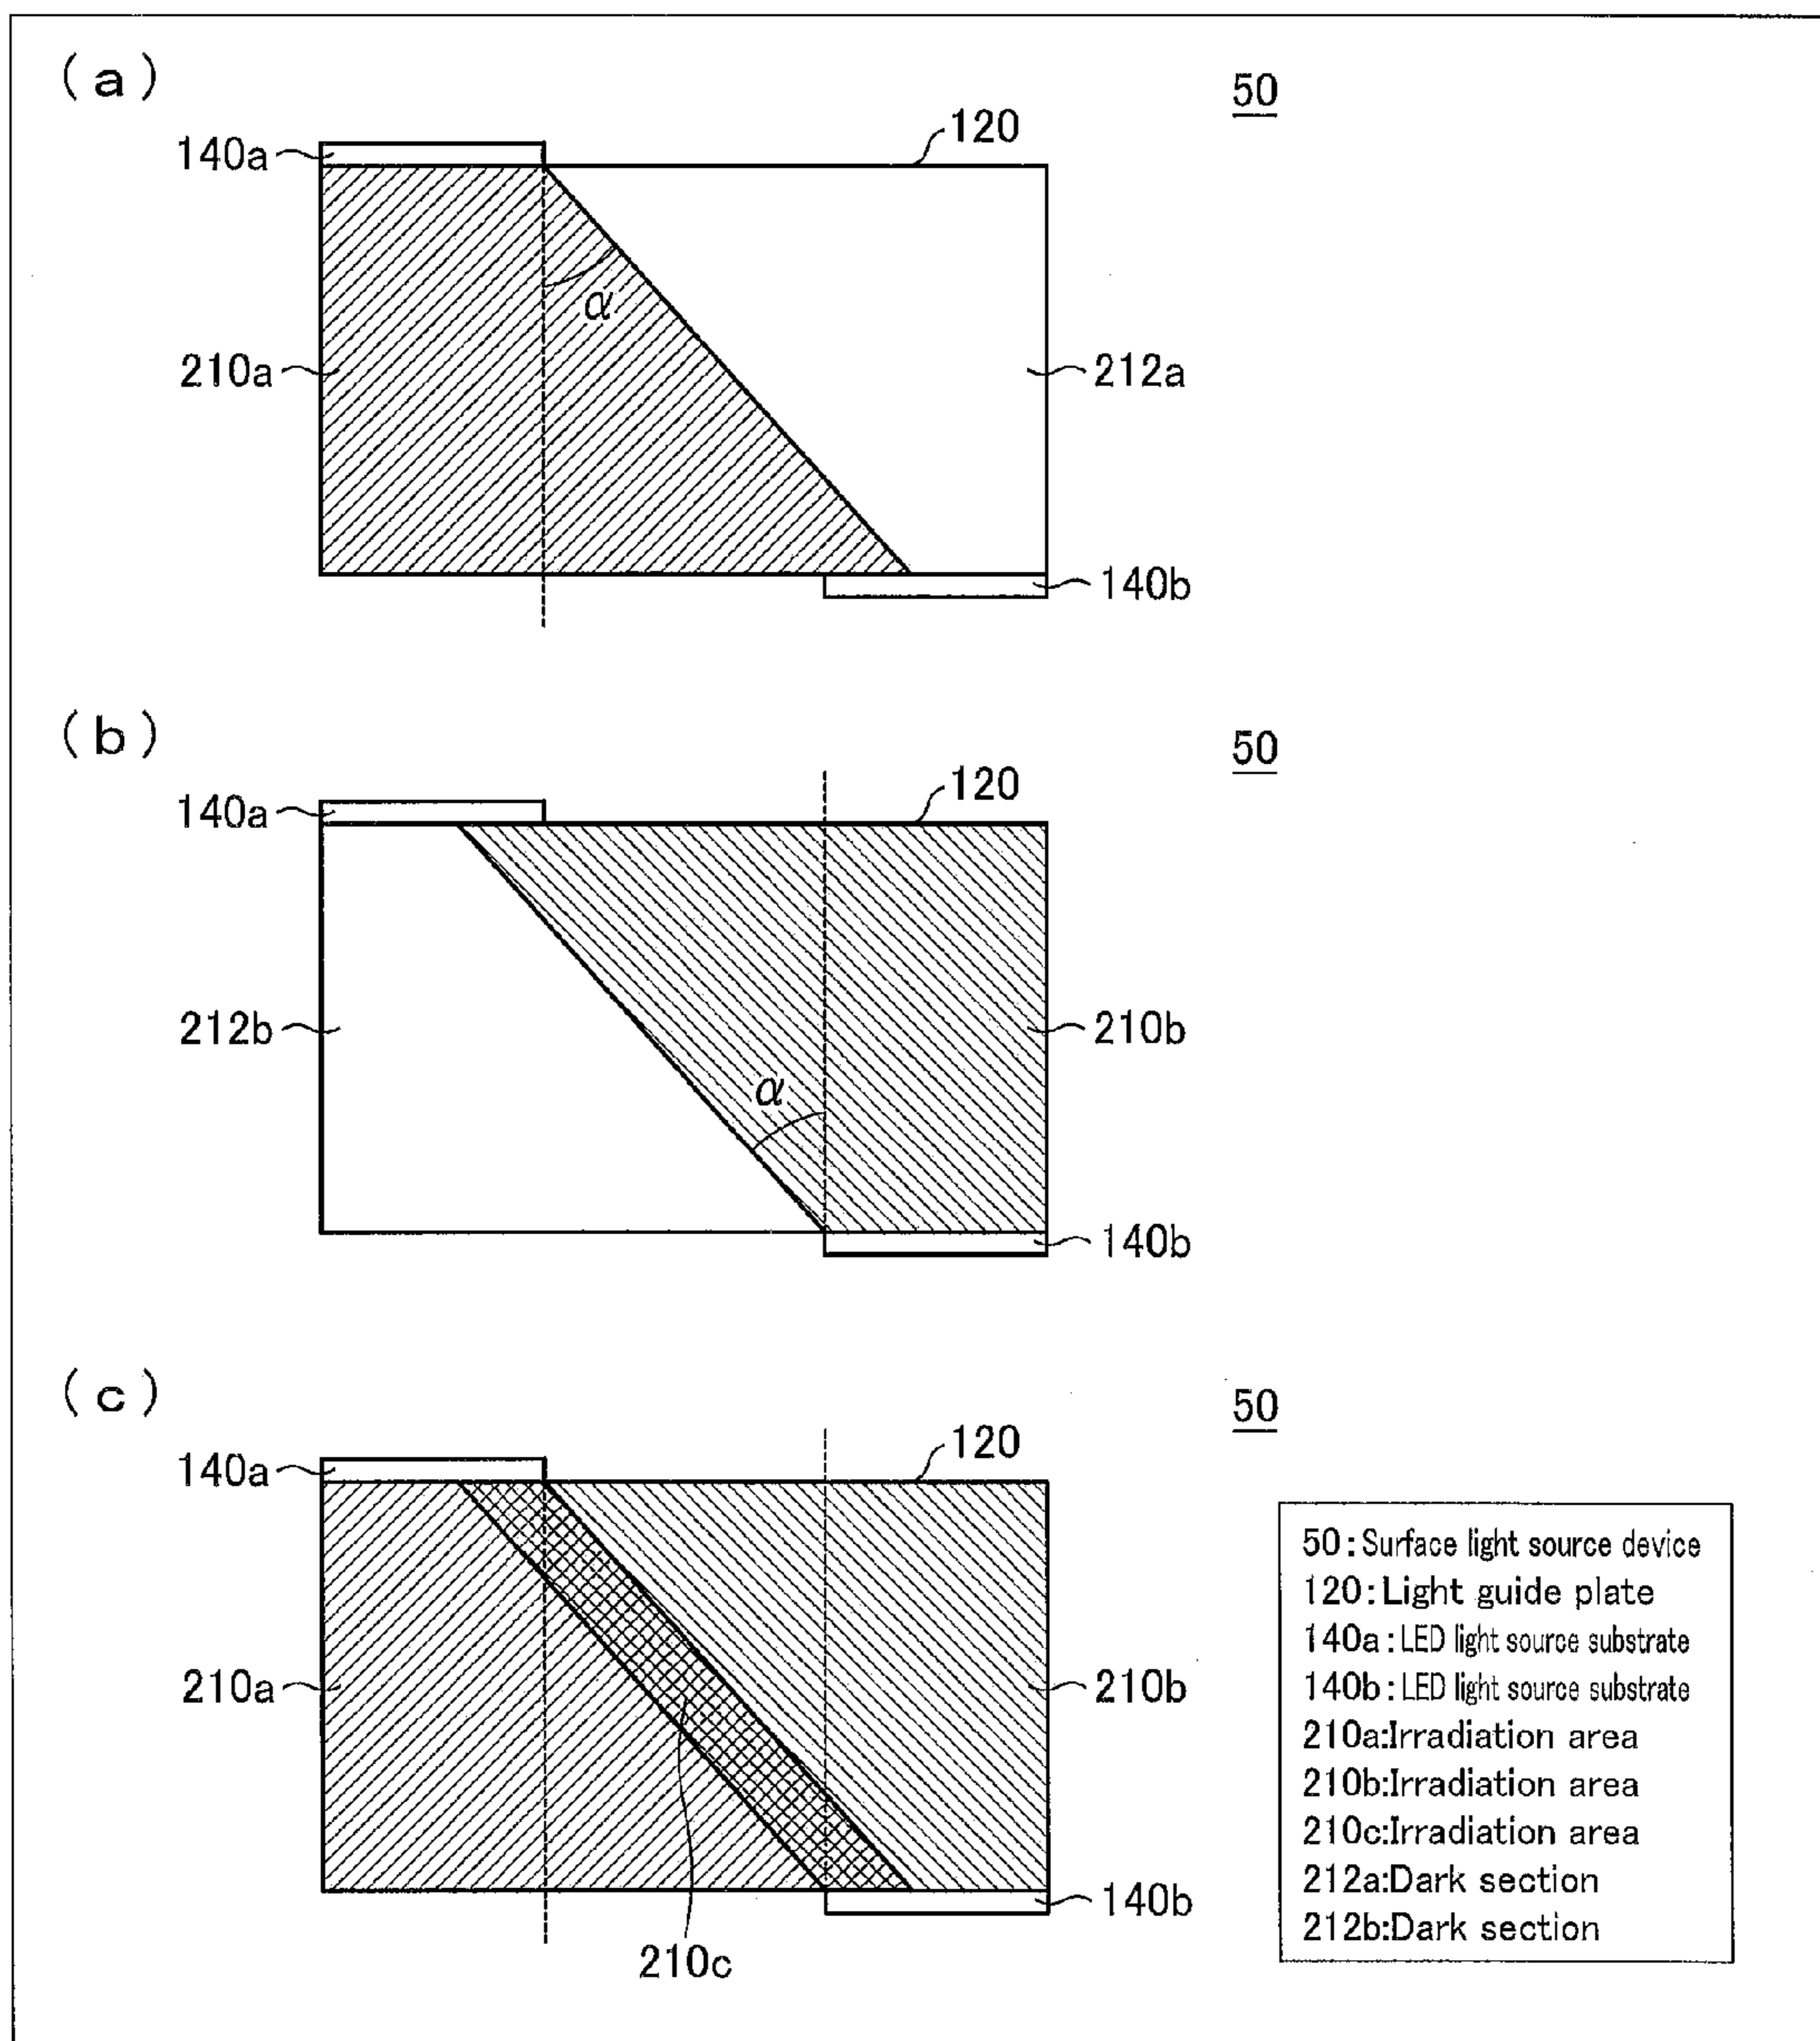 (a)
50
120
140a
α
210a
212a
140b
(b)
50
120
140a
212b
210b
α
140b
(c)
50
120
140a
210a
210b
140b
210c
50:Surface light source device
120:Light guide plate
140a:LED light source substrate
140b:LED light source substrate
210a:Irradiation area
210b:Irradiation area
210c:Irradiation area
212a:Dark section
212b:Dark section